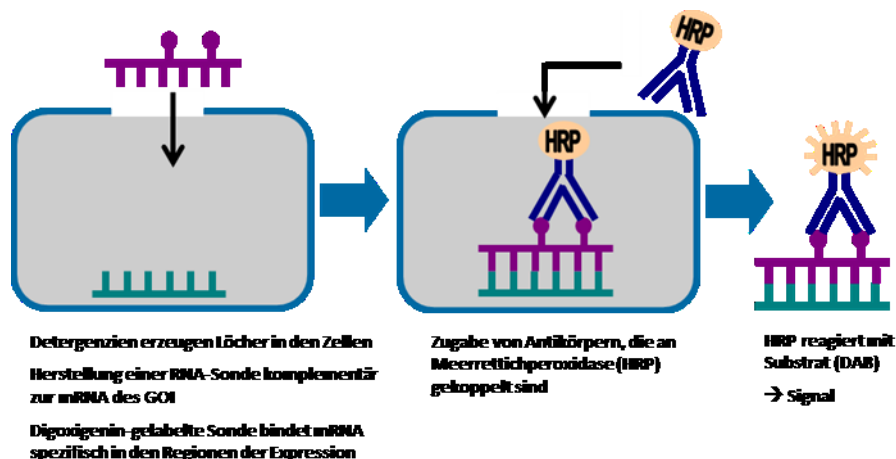 HRP
HRP
HRP
Detergenzien erzeugen Löcher in den Zellen
Herstellung einer RNA-Sonde komplementär
zur mRNA des GOI
Digoxigenin-gelabelte Sonde bindet mRNA
spezifisch in den Regionen der Expression
Zugabe von Antikörpern, die an
Meerrettichperoxidase (HRP)
gekoppelt sind
HRP reagiert mit
Substrat (DAB)
→ Signal